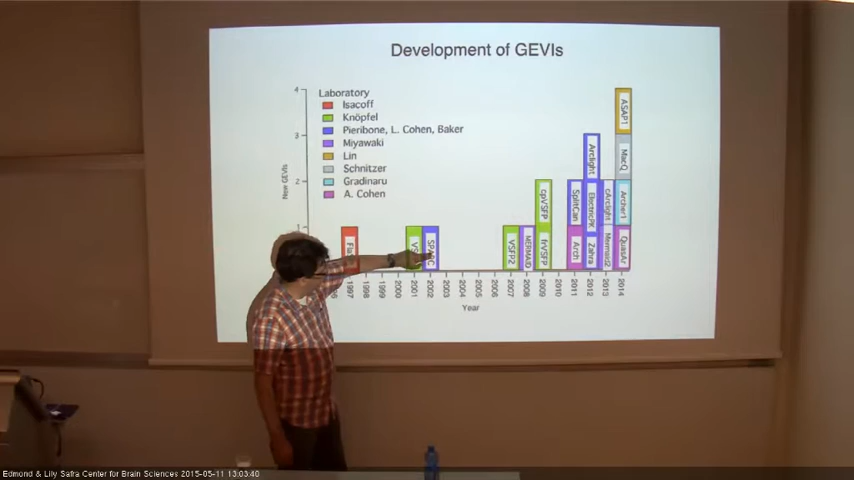 Development of GEVIs
Laboratory
Isacoff
Knöpfel
Pieribone, L. Cohen, Baker
Miyawaki
Lin
Schnitzer
Gradinaru
A. Cohen
New GEVIs
4
3
2
1
SPARC
VSFP2
MERMAID
cpVSFP
frVSFP
SplitCan
Arch
Arclight
ElectricPK
Zahra
cArclight
Mermaid2
ASAP1
MacQ
Archer1
QuasAr
1997
1998
1999
2000
2001
2002
2003
2004
2005
2006
2007
2008
2009
2010
2011
2012
2013
2014
Year
Edmond & Lily Safra Center for Brain Sciences 2015-05-11 13:03:40